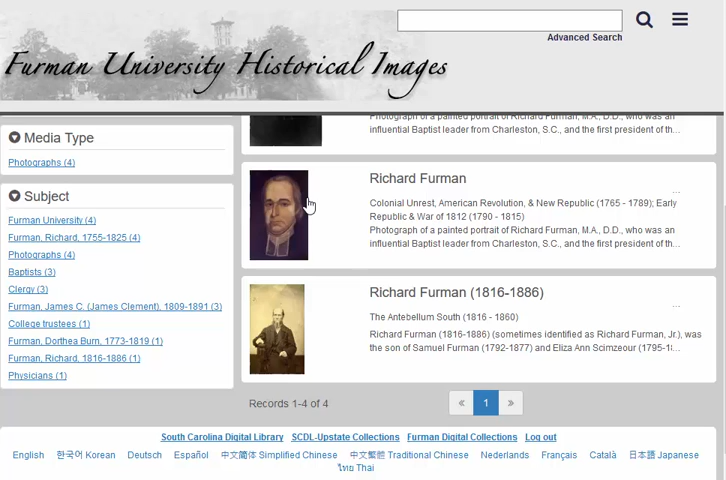 Furman University Historical Images
Advanced Search
Media Type
Photographs (4)
Subject
Furman University (4)
Furman, Richard, 1755-1825 (4)
Photographs (4)
Baptists (3)
Clergy (3)
Furman, James C. (James Clement), 1809-1891 (3)
College trustees (1)
Furman, Dorthea Burn, 1773-1819 (1)
Furman, Richard, 1816-1886 (1)
Physicians (1)
Photograph of a painted portrait of Richard Furman, M.A., D.D., who was an
influential Baptist leader from Charleston, S.C., and the first president of th...
Richard Furman
...
Colonial Unrest, American Revolution, & New Republic (1765 - 1789); Early
Republic & War of 1812 (1790 - 1815)
Photograph of a painted portrait of Richard Furman, M.A., D.D., who was an
influential Baptist leader from Charleston, S.C., and the first president of th...
Richard Furman (1816-1886)
...
The Antebellum South (1816 - 1860)
Richard Furman (1816-1886) (sometimes identified as Richard Furman, Jr.), was
the son of Samuel Furman (1792-1877) and Eliza Ann Scimzeour (1795-1...
Records 1-4 of 4
« 1 »
South Carolina Digital Library SCDL-Upstate Collections Furman Digital Collections Log out
English 한국어 Korean Deutsch Español 中文简体 Simplified Chinese 中文繁體 Traditional Chinese Nederlands Français Català 日本語 Japanese
ไทย Thai